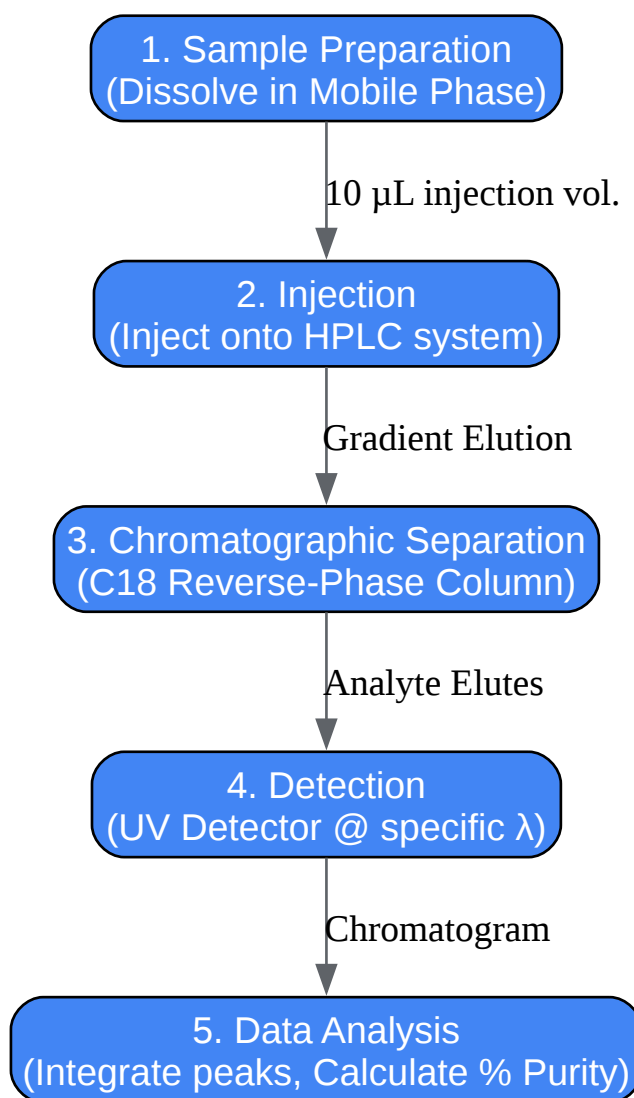 1. Sample Preparation
(Dissolve in Mobile Phase)
10 µL injection vol.
2. Injection
(Inject onto HPLC system)
Gradient Elution
3. Chromatographic Separation
(C18 Reverse-Phase Column)
Analyte Elutes
4. Detection
(UV Detector @ specific λ)
Chromatogram
5. Data Analysis
(Integrate peaks, Calculate % Purity)